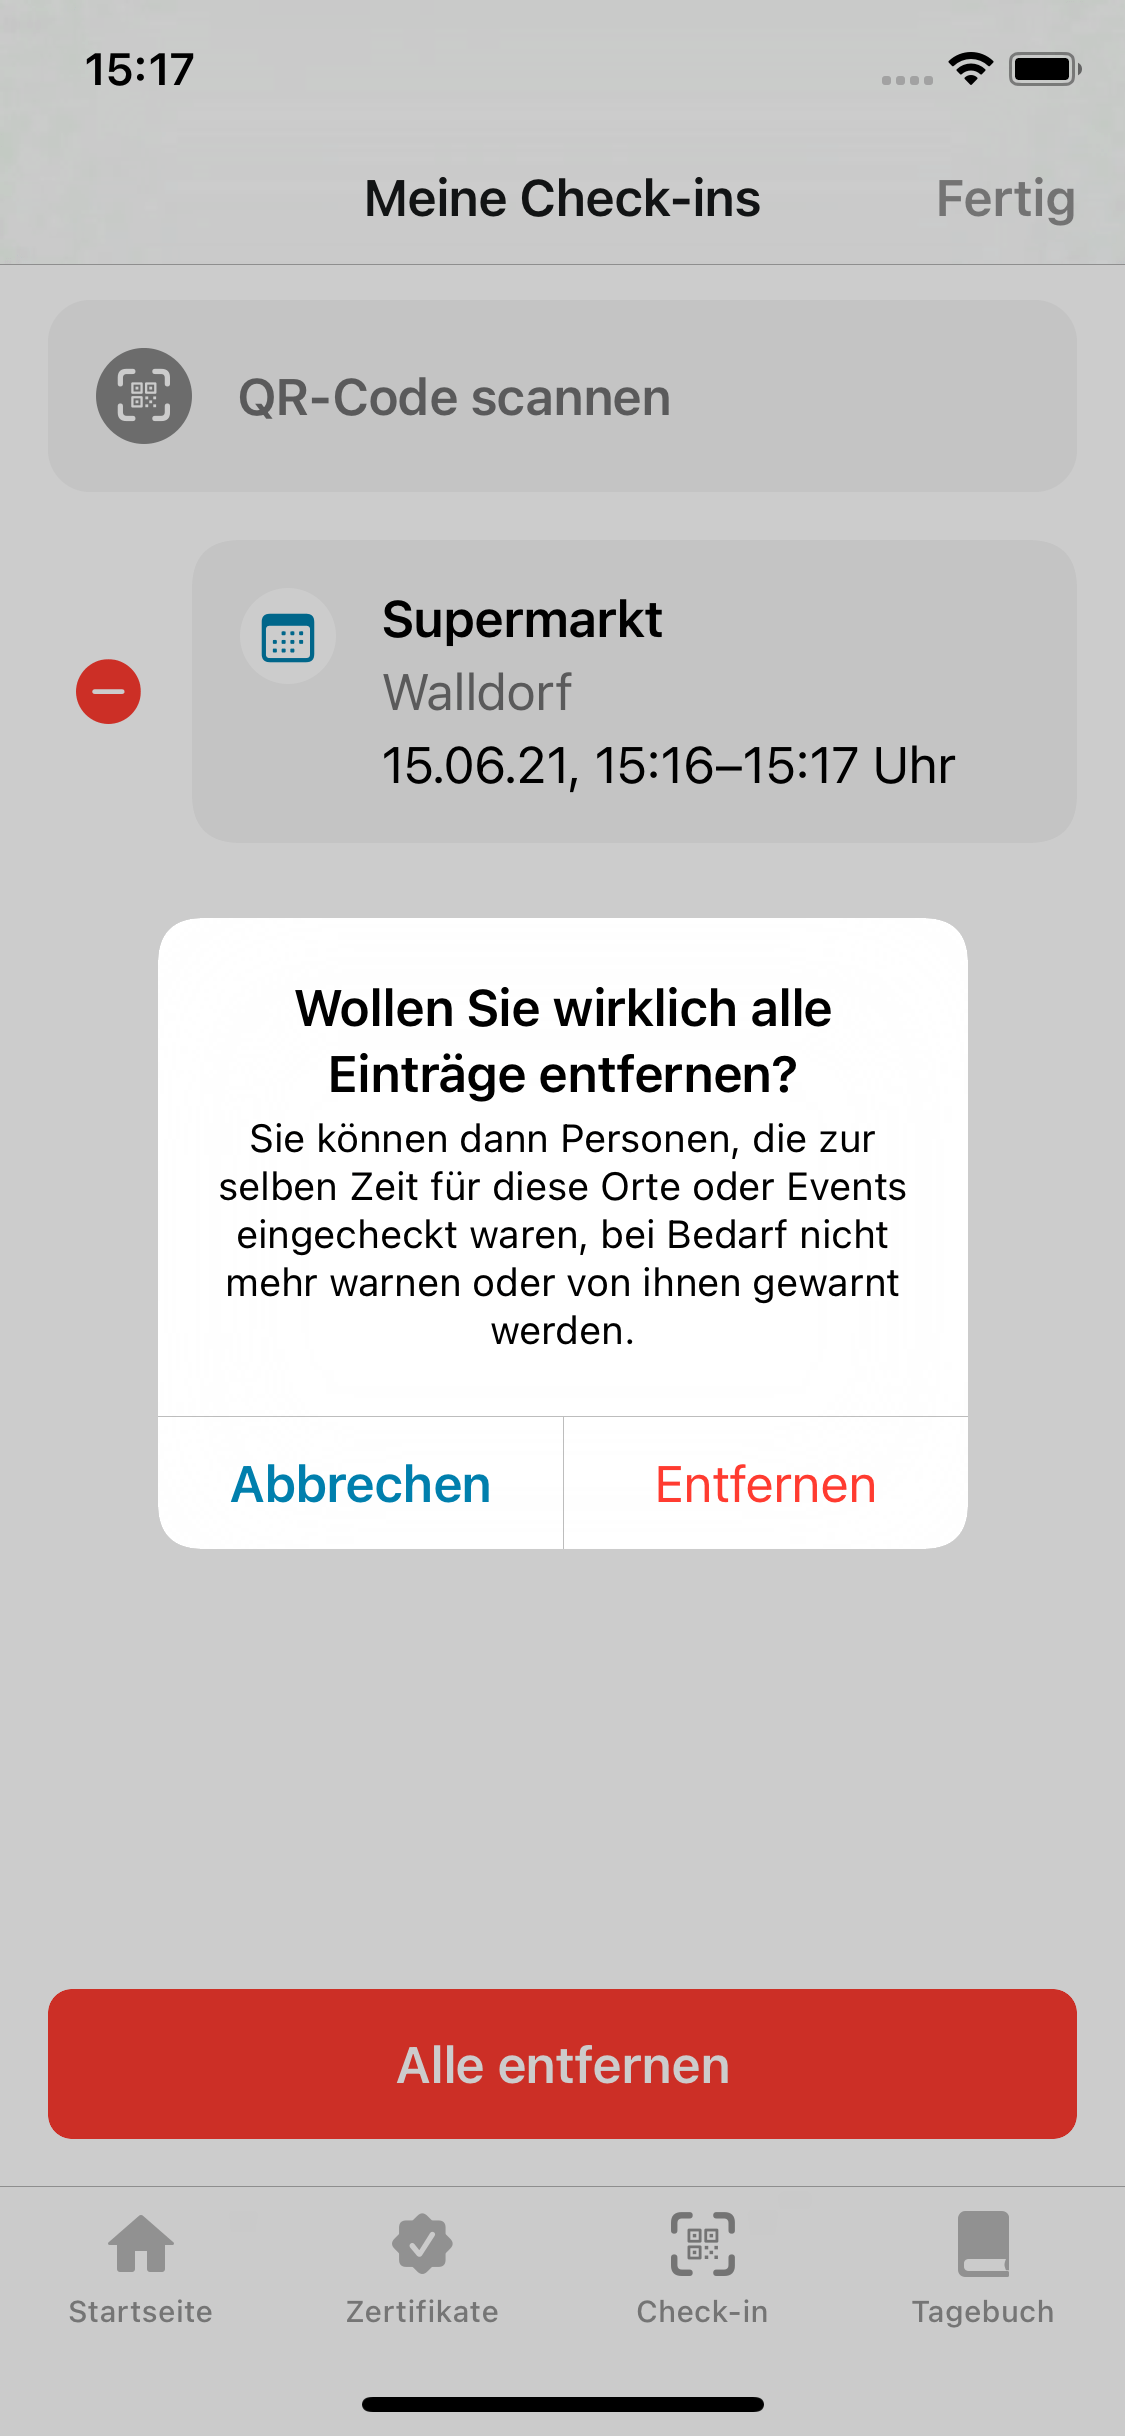 15:17
Meine Check-ins
Fertig
QR-Code scannen
Supermarkt
Walldorf
15.06.21, 15:16–15:17 Uhr
Wollen Sie wirklich alle
Einträge entfernen?
Sie können dann Personen, die zur
selben Zeit für diese Orte oder Events
eingecheckt waren, bei Bedarf nicht
mehr warnen oder von ihnen gewarnt
werden.
Abbrechen
Entfernen
Alle entfernen
Startseite
Zertifikate
Check-in
Tagebuch